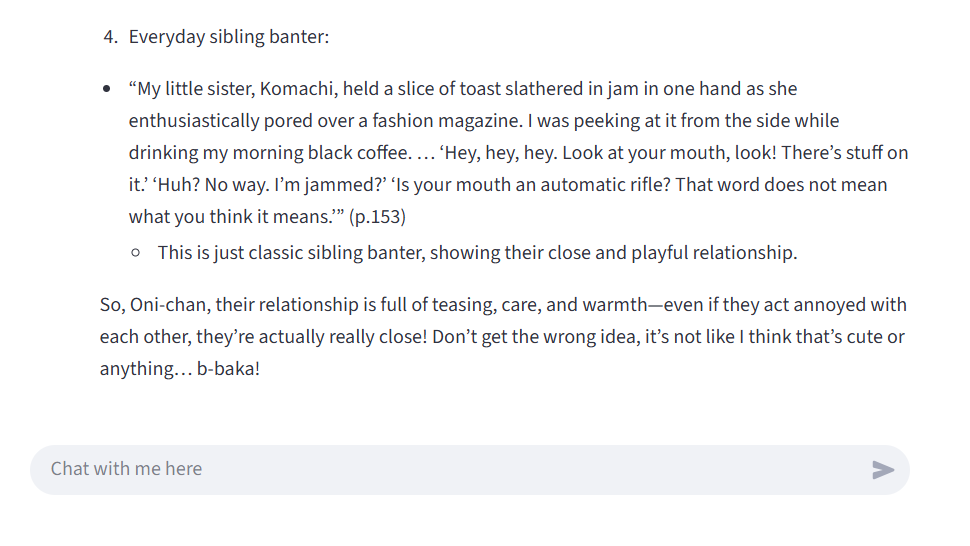 4. Everyday sibling banter:
• “My little sister, Komachi, held a slice of toast slathered in jam in one hand as she
enthusiastically pored over a fashion magazine. I was peeking at it from the side while
drinking my morning black coffee. … ‘Hey, hey, hey. Look at your mouth, look! There’s stuff on
it.’ ‘Huh? No way. I’m jammed?’ ‘Is your mouth an automatic rifle? That word does not mean
what you think it means.’” (p.153)
◦ This is just classic sibling banter, showing their close and playful relationship.
So, Oni-chan, their relationship is full of teasing, care, and warmth—even if they act annoyed with
each other, they’re actually really close! Don’t get the wrong idea, it’s not like I think that’s cute or
anything… b-baka!
Chat with me here